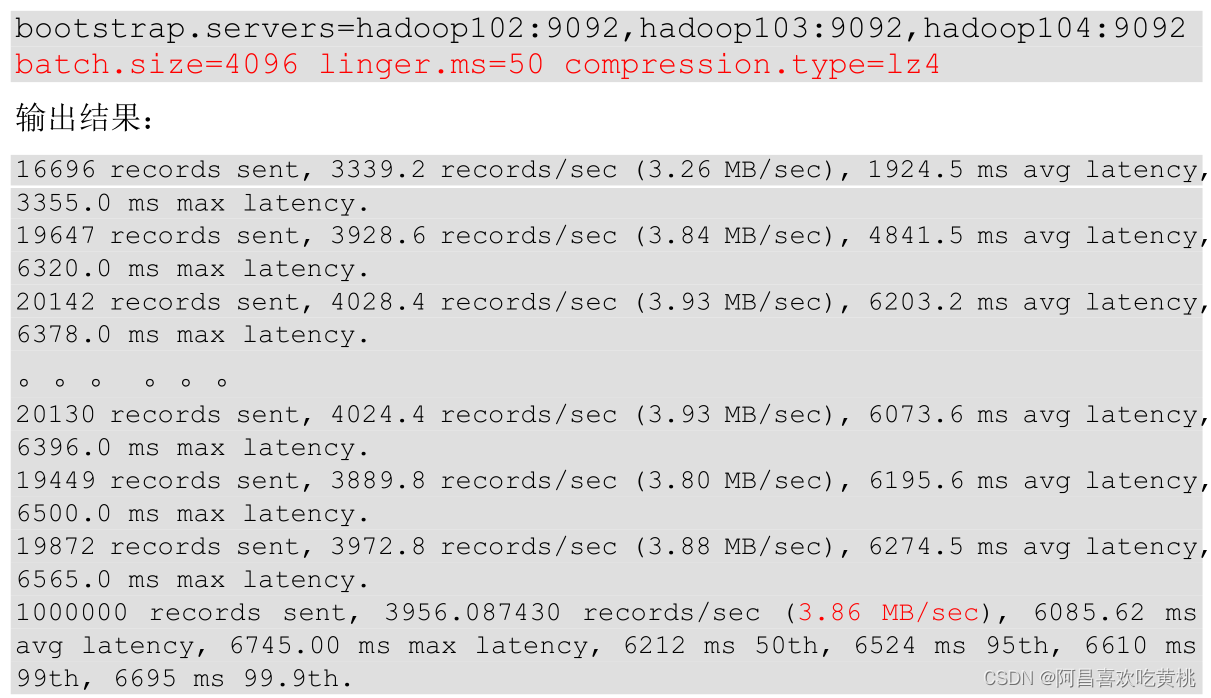 bootstrap.servers=hadoop102:9092,hadoop103:9092,hadoop104:9092
batch.size=4096 linger.ms=50 compression.type=lz4
输出结果：
16696 records sent, 3339.2 records/sec (3.26 MB/sec), 1924.5 ms avg latency,
3355.0 ms max latency.
19647 records sent, 3928.6 records/sec (3.84 MB/sec), 4841.5 ms avg latency,
6320.0 ms max latency.
20142 records sent, 4028.4 records/sec (3.93 MB/sec), 6203.2 ms avg latency,
6378.0 ms max latency.
。。。 。。。
20130 records sent, 4024.4 records/sec (3.93 MB/sec), 6073.6 ms avg latency,
6396.0 ms max latency.
19449 records sent, 3889.8 records/sec (3.80 MB/sec), 6195.6 ms avg latency,
6500.0 ms max latency.
19872 records sent, 3972.8 records/sec (3.88 MB/sec), 6274.5 ms avg latency,
6565.0 ms max latency.
1000000 records sent, 3956.087430 records/sec (3.86 MB/sec), 6085.62 ms
avg latency, 6745.00 ms max latency, 6212 ms 50th, 6524 ms 95th, 6610 ms
99th, 6695 ms 99.9th.
CSDN @阿昌喜欢吃黄桃